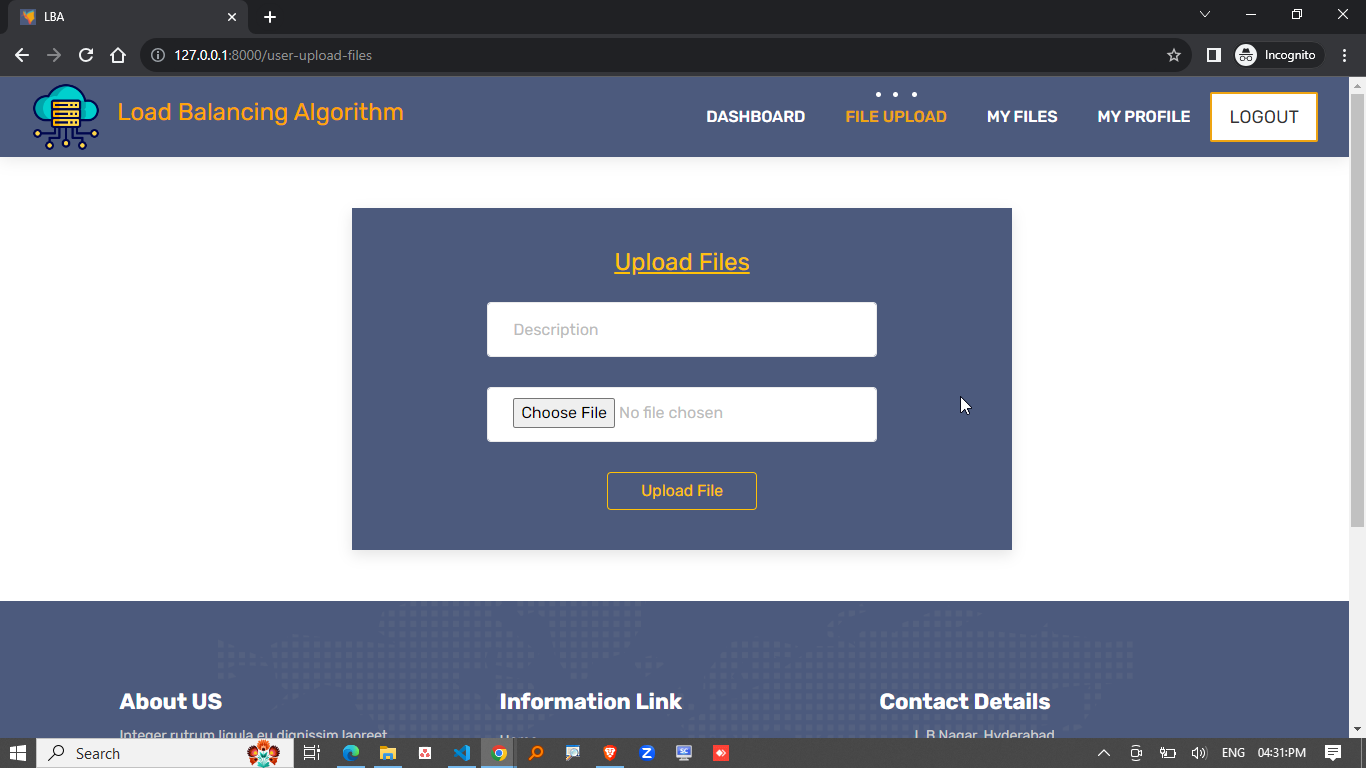 LBA
127.0.0.1:8000/user-upload-files
Incognito
Load Balancing Algorithm
DASHBOARD
FILE UPLOAD
MY FILES
MY PROFILE
LOGOUT
Upload Files
Description
Choose File No file chosen
Upload File
About US
Information Link
Contact Details
Integer rutrum ligula eu dignissim laoreet
Home
L B Nagar, Hyderabad
Search
ENG
04:31:PM